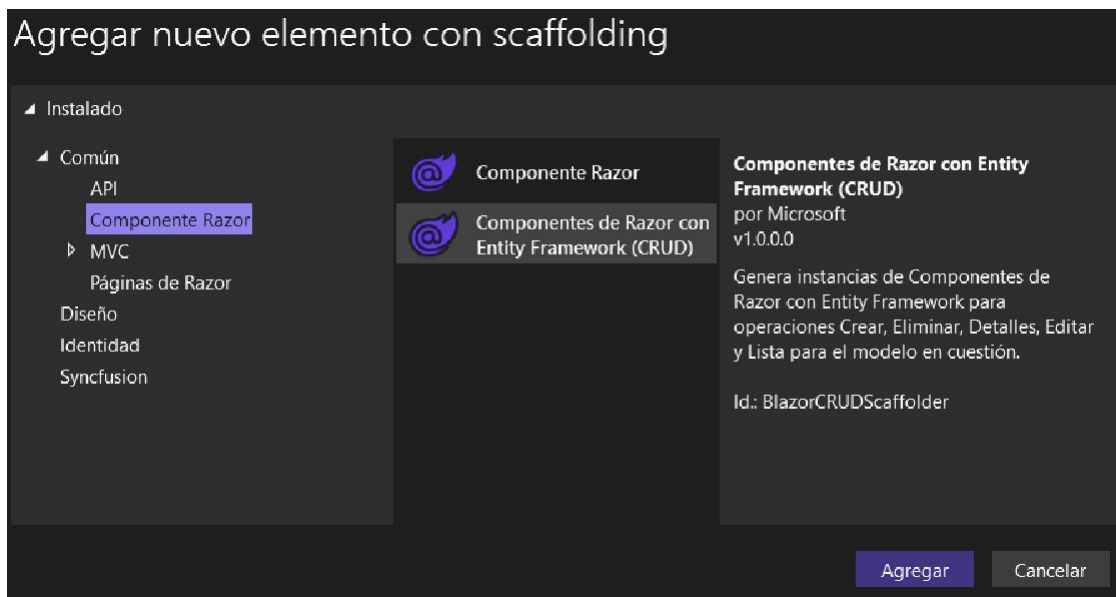 Agregar nuevo elemento con scaffolding
Instalado
Común
API
Componente Razor
MVC
Páginas de Razor
Diseño
Identidad
Syncfusion
Componente Razor
Componentes de Razor con
Entity Framework (CRUD)
Componentes de Razor con Entity
Framework (CRUD)
por Microsoft
v1.0.0.0
Genera instancias de Componentes de
Razor con Entity Framework para
operaciones Crear, Eliminar, Detalles, Editar
y Lista para el modelo en cuestión.
Id.: BlazorCRUDScaffolder
Agregar
Cancelar